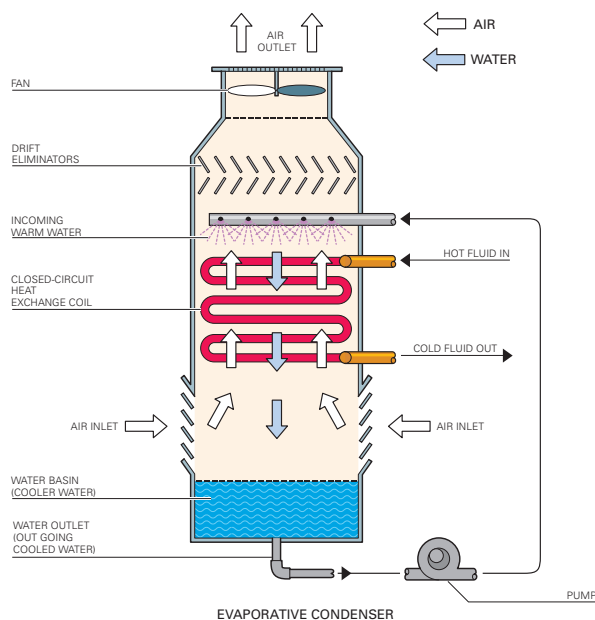 AIR
OUTLET
AIR
WATER
FAN
DRIFT
ELIMINATORS
INCOMING
WARM WATER
HOT FLUID IN
CLOSED-CIRCUIT
HEAT
EXCHANGE COIL
COLD FLUID OUT
AIR INLET
AIR INLET
WATER BASIN
(COOLER WATER)
WATER OUTLET
(OUT GOING
COOLED WATER)
PUMP
EVAPORATIVE CONDENSER